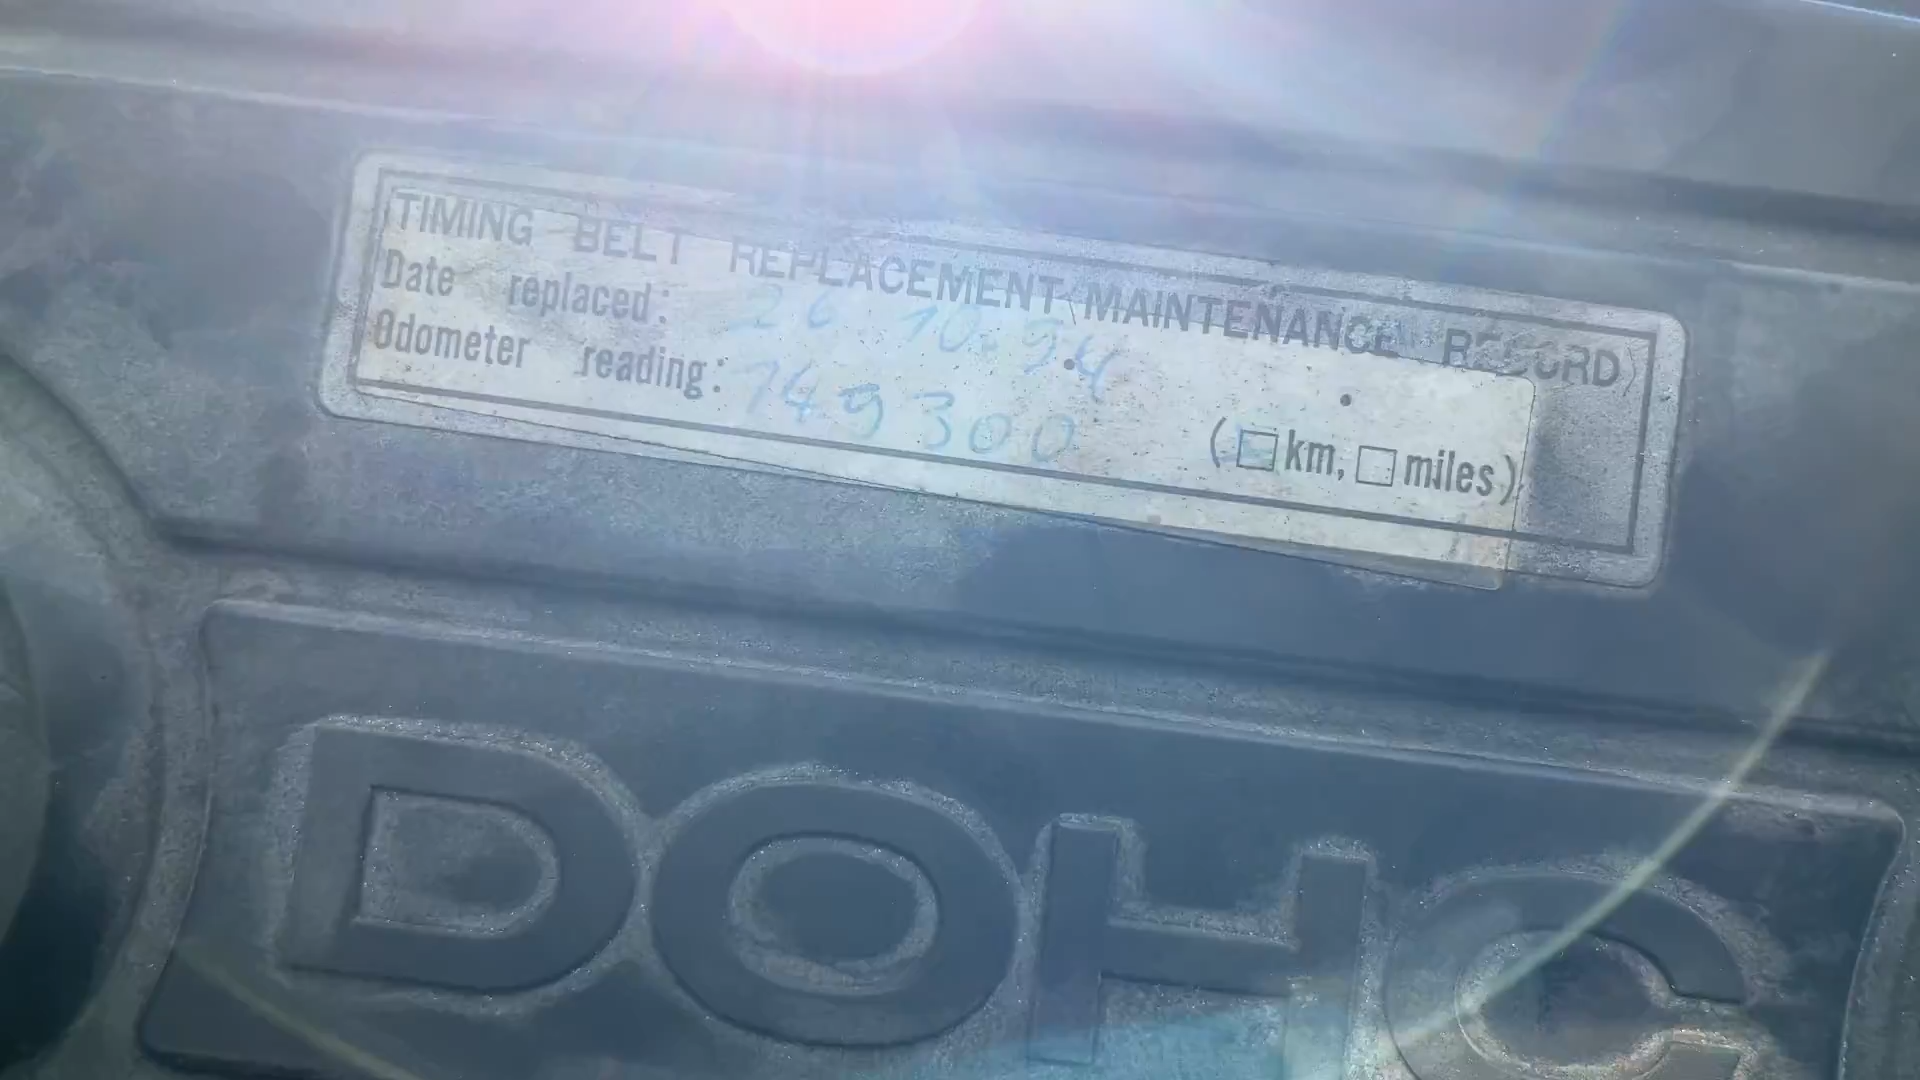 TIMING BELT REPLACEMENT MAINTENANCE RECORD
Date replaced: 26 10.94
Odometer reading: 149300 (□km, □miles)
DOHC